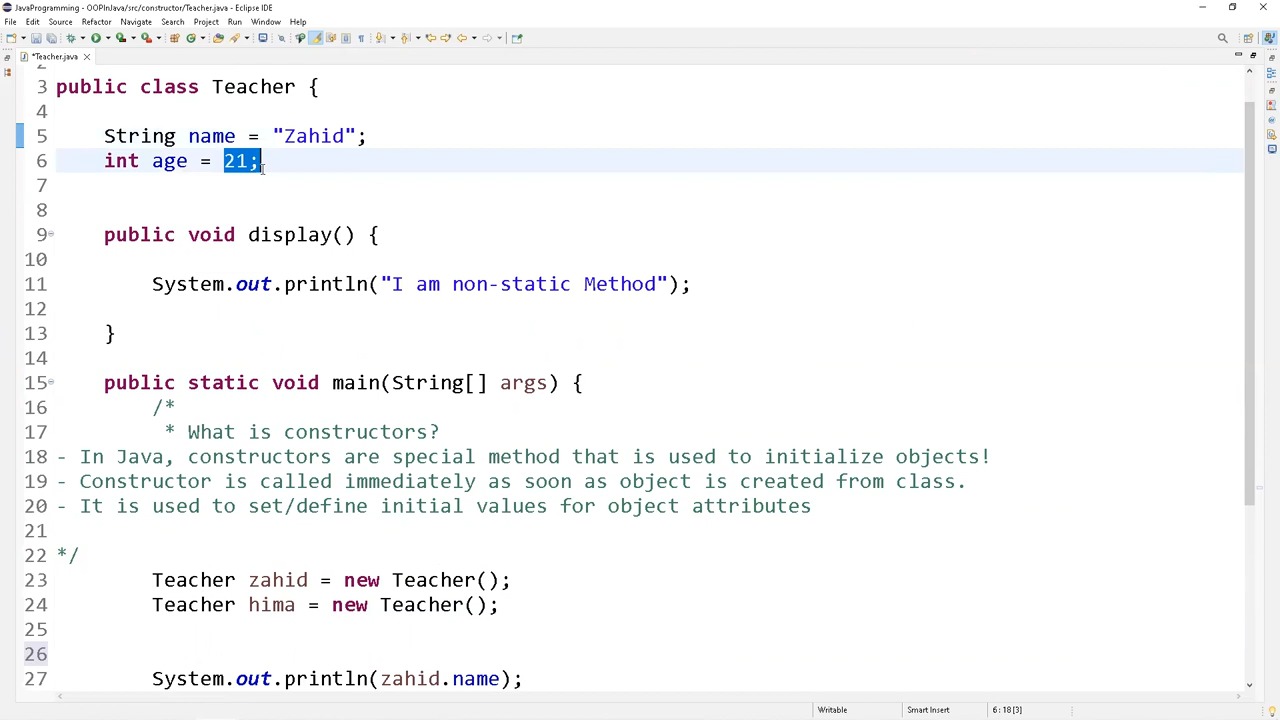 JavaProgramming - OOPInJava/src/constructor/Teacher.java - Eclipse IDE
File Edit Source Refactor Navigate Search Project Run Window Help
*Teacher.java
2
3 public class Teacher {
4
5 String name = "Zahid";
6 int age = 21;
7
8
9 public void display() {
10
11 System.out.println("I am non-static Method");
12
13 }
14
15 public static void main(String[] args) {
16 /*
17 * What is constructors?
18 - In Java, constructors are special method that is used to initialize objects!
19 - Constructor is called immediately as soon as object is created from class.
20 - It is used to set/define initial values for object attributes
21
22 */
23 Teacher zahid = new Teacher();
24 Teacher hima = new Teacher();
25
26
27 System.out.println(zahid.name);
Writable Smart Insert 6 : 18 [3]